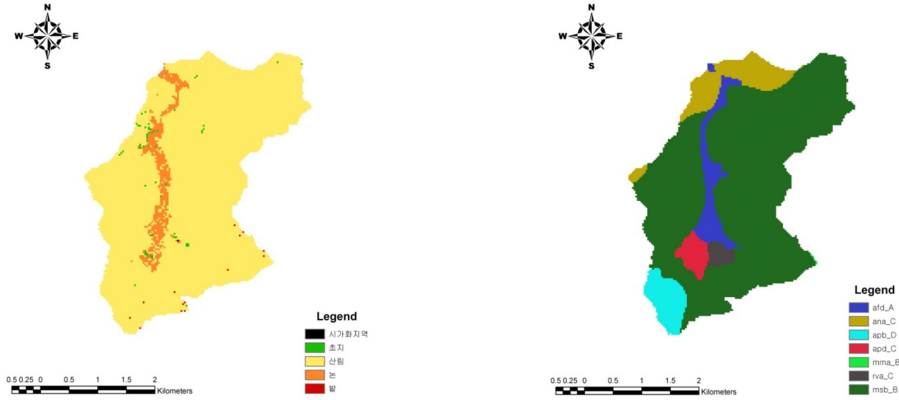 N
W E
S
Legend
시가화지역
초지
산림
논
밭
0.5 0.25 0 0.5 1 1.5 2
Kilometers
N
W E
S
Legend
afd_A
ana_C
apb_D
apd_C
mma_B
rva_C
msb_B
0.5 0.25 0 0.5 1 1.5 2
Kilometers